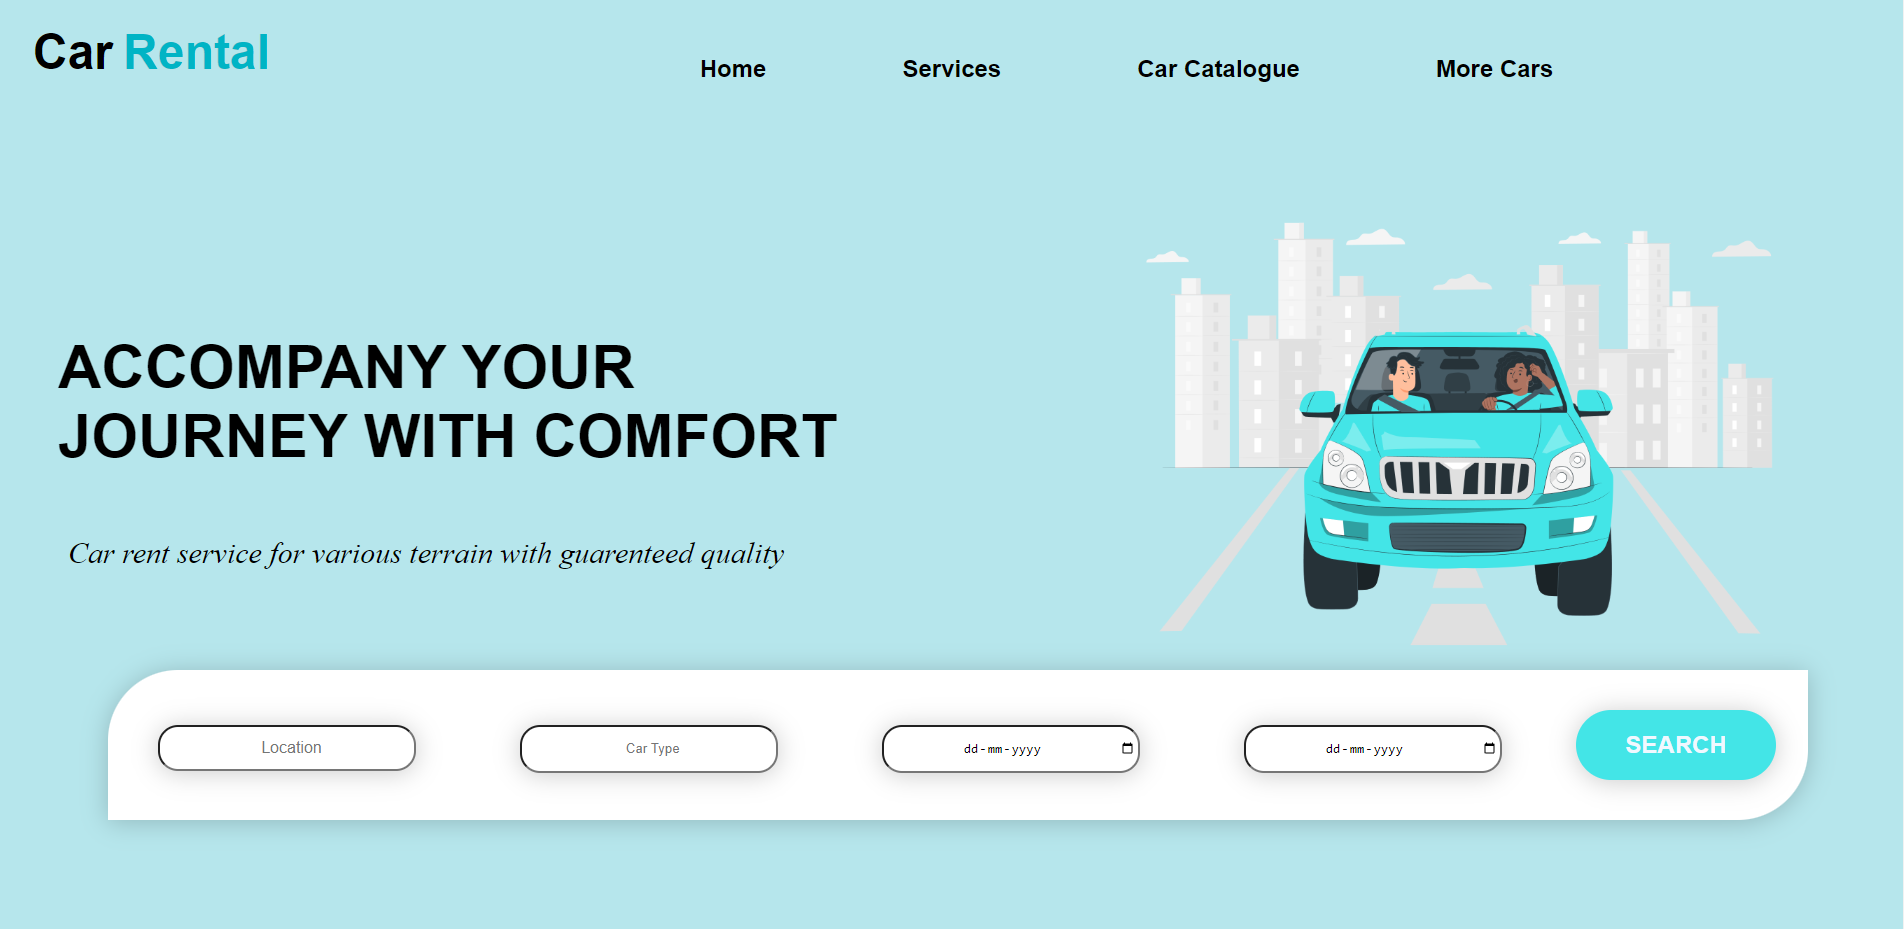 Car Rental
Home Services Car Catalogue More Cars
ACCOMPANY YOUR
JOURNEY WITH COMFORT
Car rent service for various terrain with guarenteed quality
Location Car Type dd-mm-yyyy dd-mm-yyyy SEARCH